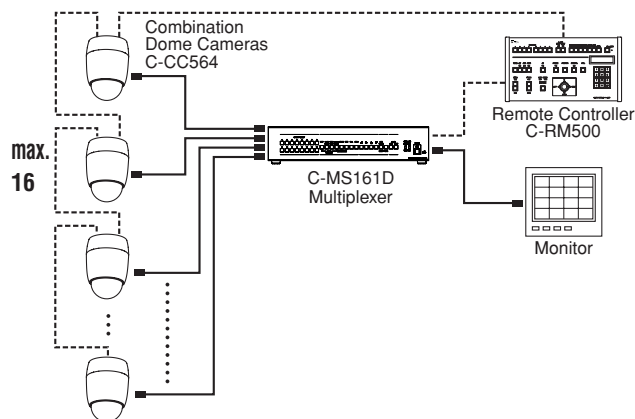 Combination
Dome Cameras
C-CC564
Remote Controller
C-RM500
max.
16
C-MS161D
Multiplexer
Monitor